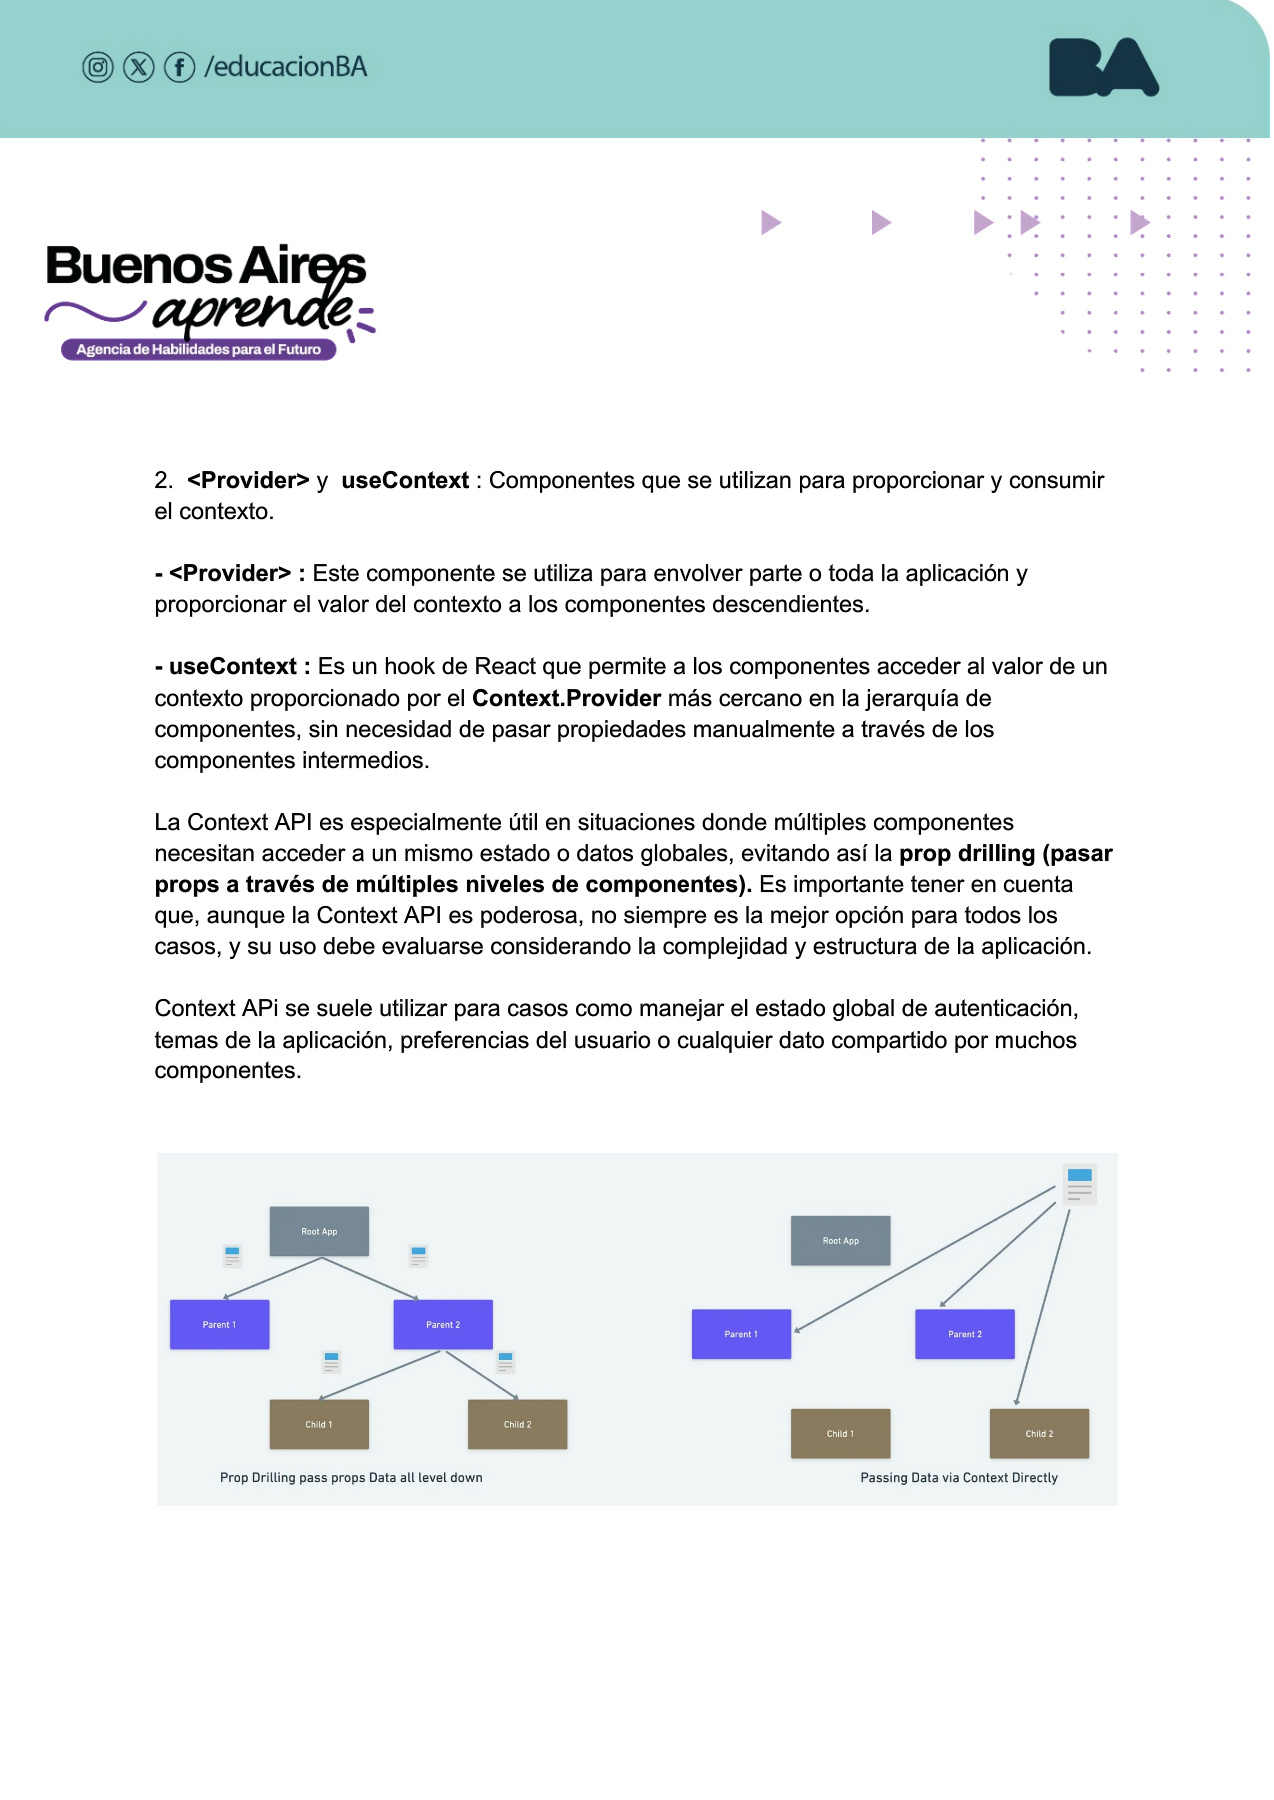 /educacionBA
BA
Buenos Aires
aprende
Agencia de Habilidades para el Futuro
2. <Provider> y useContext : Componentes que se utilizan para proporcionar y consumir
el contexto.
- <Provider> : Este componente se utiliza para envolver parte o toda la aplicación y
proporcionar el valor del contexto a los componentes descendientes.
- useContext : Es un hook de React que permite a los componentes acceder al valor de un
contexto proporcionado por el Context.Provider más cercano en la jerarquía de
componentes, sin necesidad de pasar propiedades manualmente a través de los
componentes intermedios.
La Context API es especialmente útil en situaciones donde múltiples componentes
necesitan acceder a un mismo estado o datos globales, evitando así la prop drilling (pasar
props a través de múltiples niveles de componentes). Es importante tener en cuenta
que, aunque la Context API es poderosa, no siempre es la mejor opción para todos los
casos, y su uso debe evaluarse considerando la complejidad y estructura de la aplicación.
Context APi se suele utilizar para casos como manejar el estado global de autenticación,
temas de la aplicación, preferencias del usuario o cualquier dato compartido por muchos
componentes.
Root App
Parent 1
Parent 2
Child 1
Child 2
Prop Drilling pass props Data all level down
Root App
Parent 1
Parent 2
Child 1
Child 2
Passing Data via Context Directly